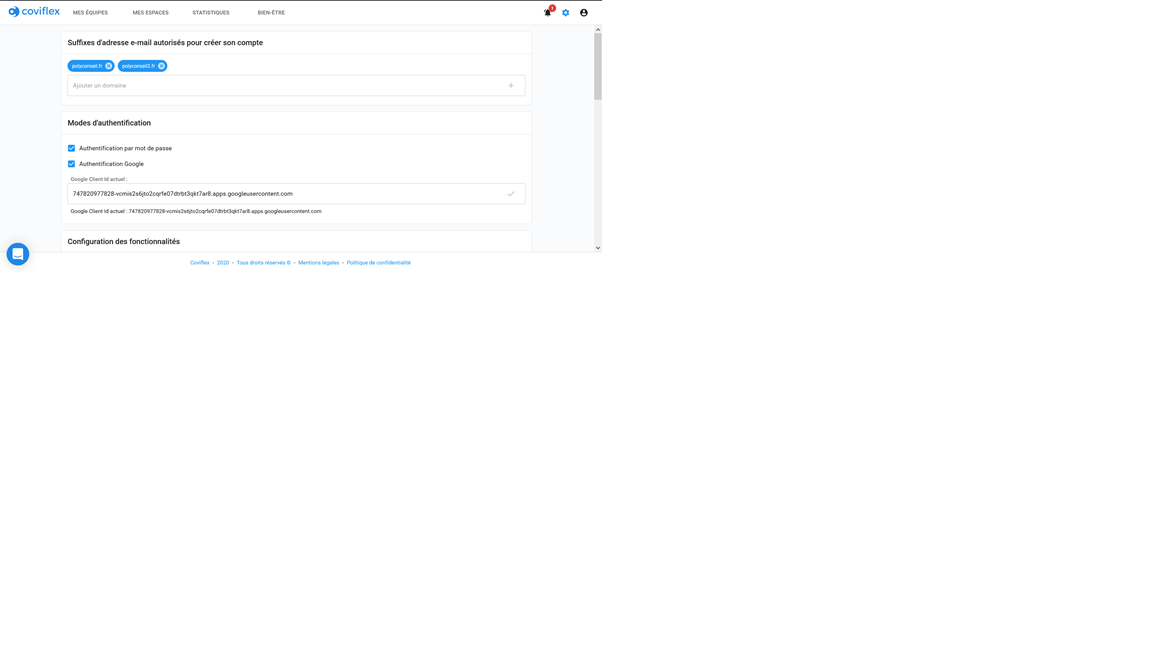 coviflex
MES ÉQUIPES
MES ESPACES
STATISTIQUES
BIEN-ÊTRE
1
Suffixes d'adresse e-mail autorisés pour créer son compte
polyconseil.fr
polyconseil2.fr
Ajouter un domaine
Modes d'authentification
Authentification par mot de passe
Authentification Google
Google Client Id actuel :
747820977828-vcmis2s6jto2cqrfe07dtrbt3qkt7ar8.apps.googleusercontent.com
Google Client Id actuel : 747820977828-vcmis2s6jto2cqrfe07dtrbt3qkt7ar8.apps.googleusercontent.com
Configuration des fonctionnalités
Coviflex - 2020 - Tous droits réservés © - Mentions légales - Politique de confidentialité